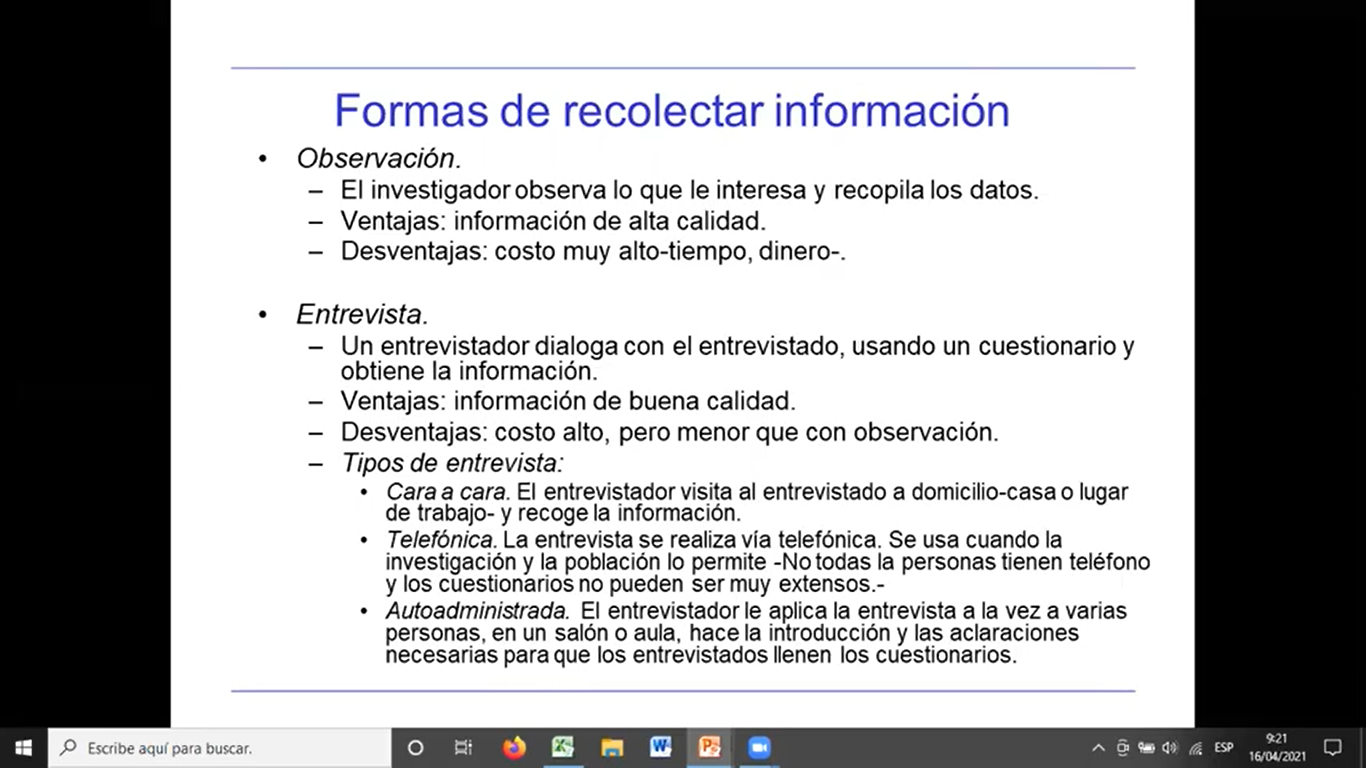 Formas de recolectar información
• Observación.
– El investigador observa lo que le interesa y recopila los datos.
– Ventajas: información de alta calidad.
– Desventajas: costo muy alto-tiempo, dinero-.
• Entrevista.
– Un entrevistador dialoga con el entrevistado, usando un cuestionario y
obtiene la información.
– Ventajas: información de buena calidad.
– Desventajas: costo alto, pero menor que con observación.
– Tipos de entrevista:
• Cara a cara. El entrevistador visita al entrevistado a domicilio-casa o lugar
de trabajo- y recoge la información.
• Telefónica. La entrevista se realiza vía telefónica. Se usa cuando la
investigación y la población lo permite -No todas la personas tienen teléfono
y los cuestionarios no pueden ser muy extensos.-
• Autoadministrada. El entrevistador le aplica la entrevista a la vez a varias
personas, en un salón o aula, hace la introducción y las aclaraciones
necesarias para que los entrevistados llenen los cuestionarios.
Escribe aquí para buscar.
ESP
9:21
16/04/2021